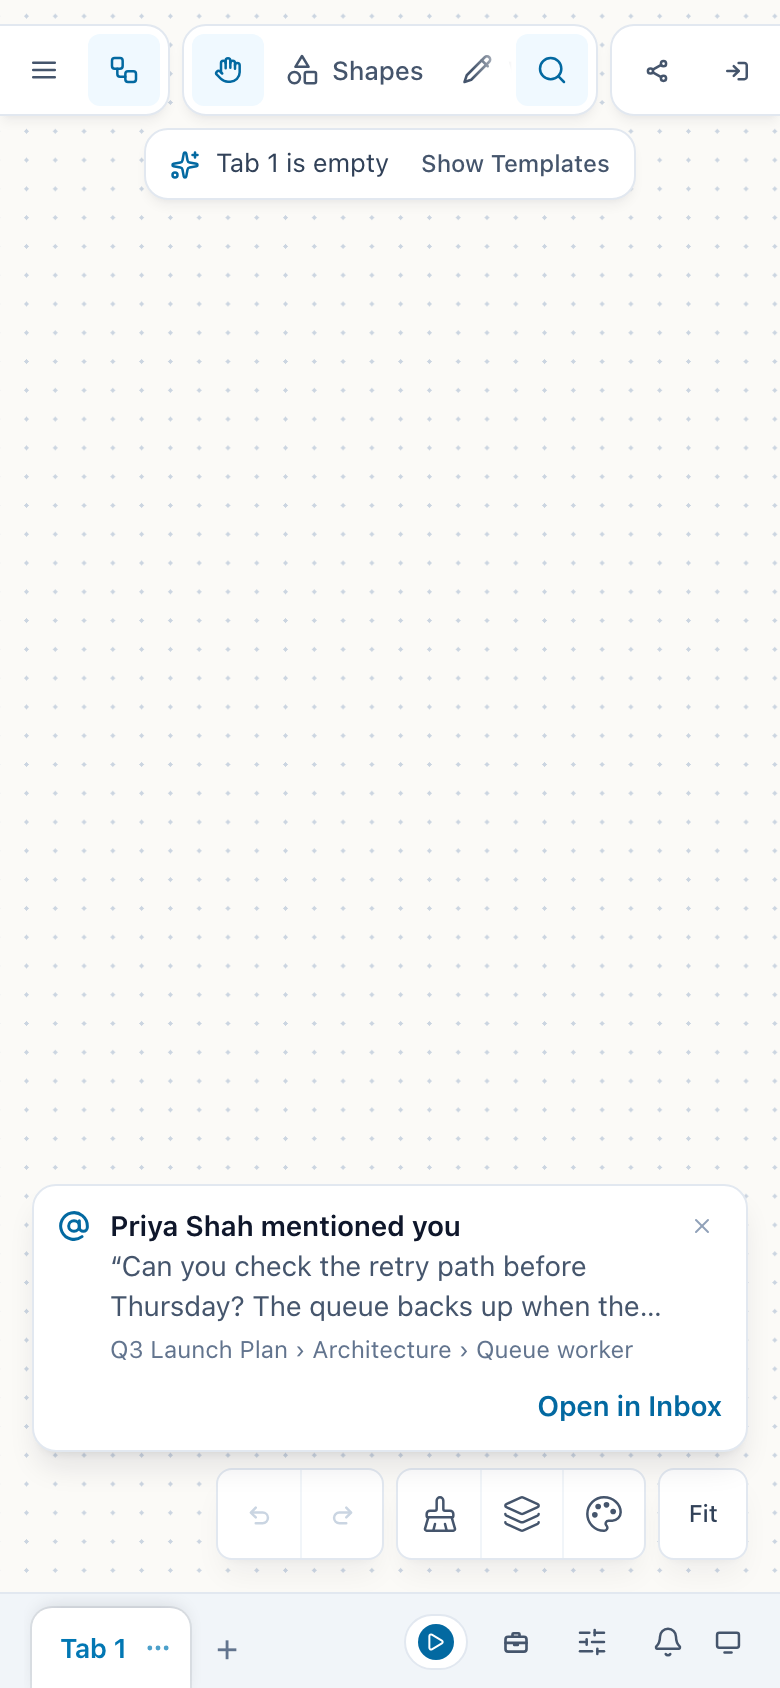 Shapes
Tab 1 is empty Show Templates
Priya Shah mentioned you
“Can you check the retry path before
Thursday? The queue backs up when the...
Q3 Launch Plan › Architecture › Queue worker
Open in Inbox
Fit
Tab 1